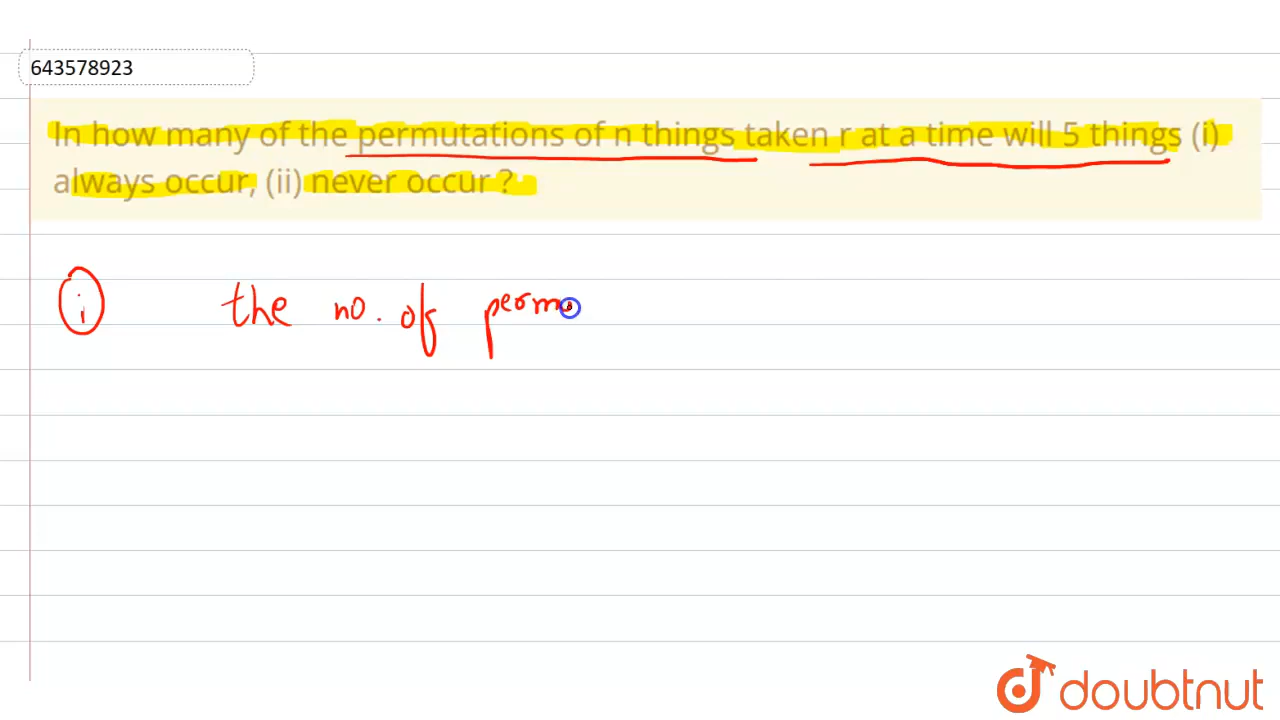 643578923
In how many of the permutations of n things taken r at a time will 5 things (i)
always occur, (ii) never occur ?
i the no. of perm
doubtnut